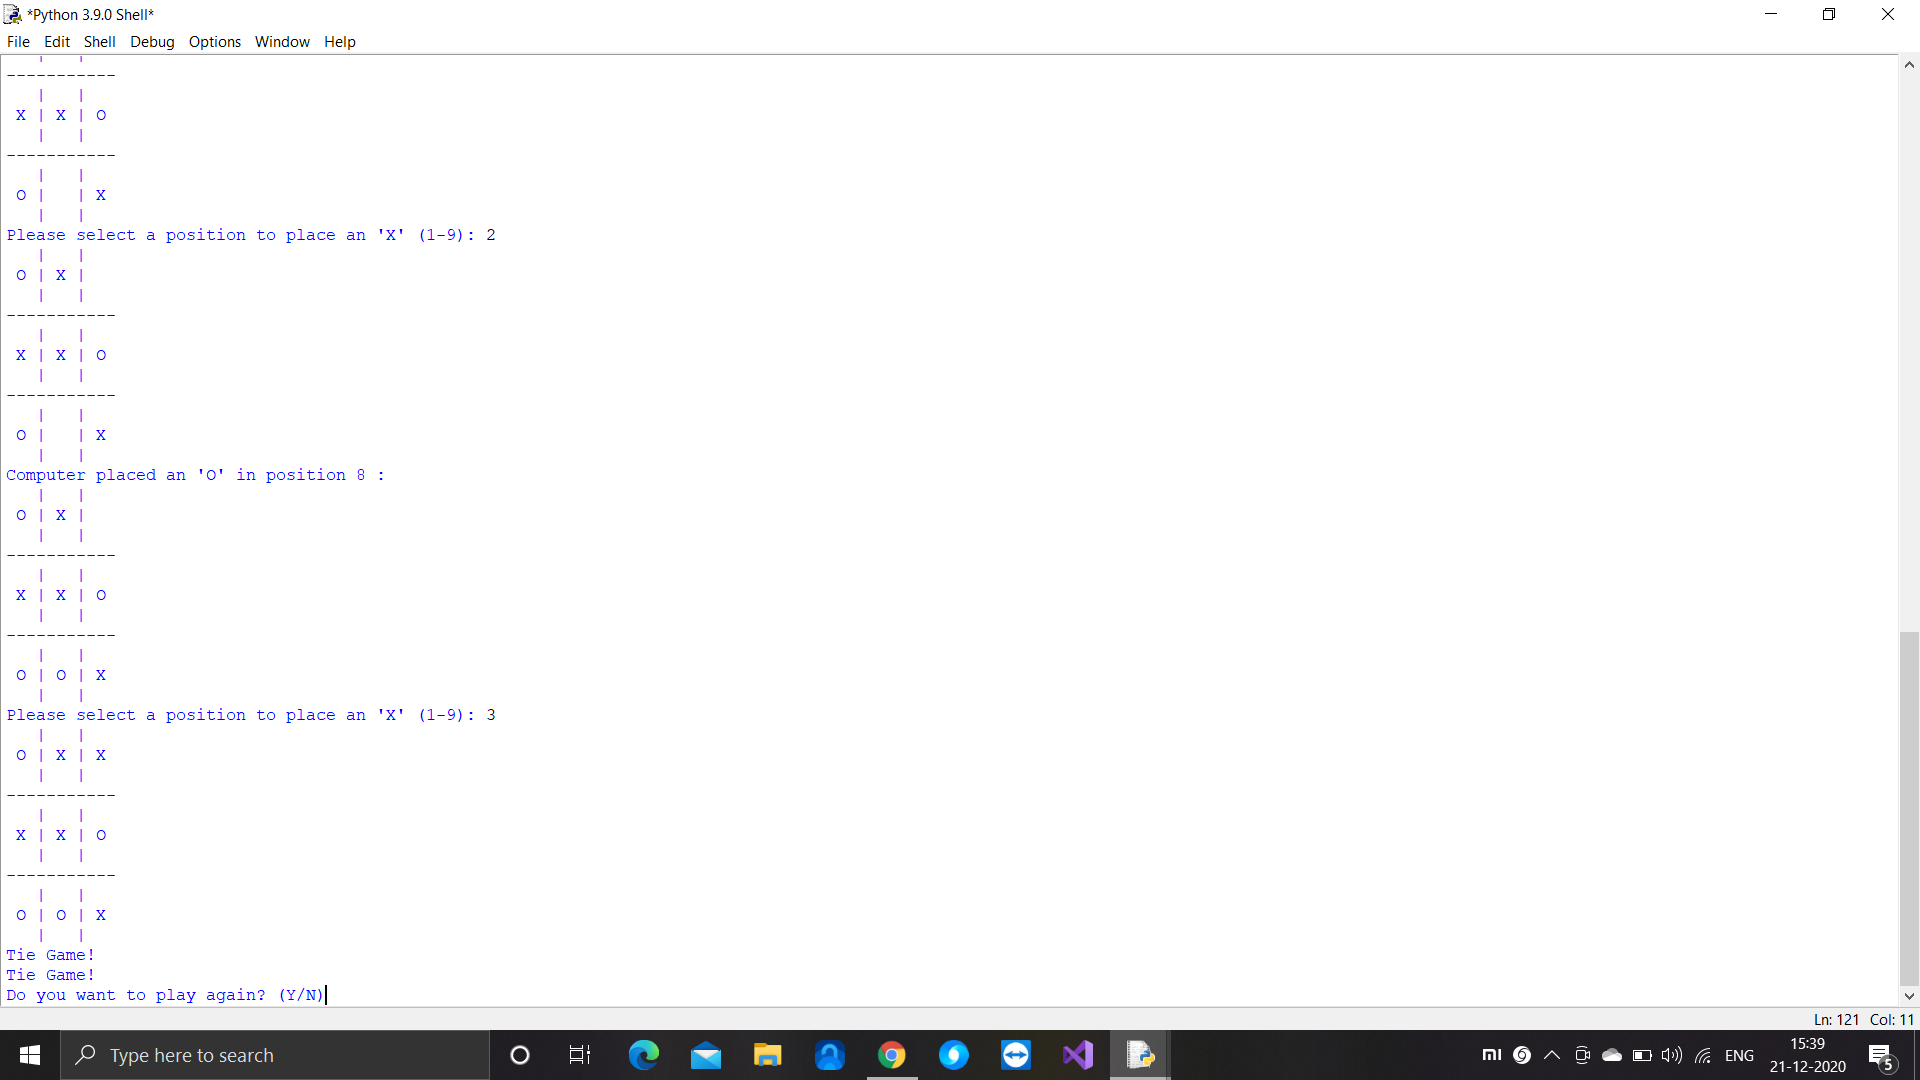 *Python 3.9.0 Shell*
File Edit Shell Debug Options Window Help
   |   |
-----------
   |   |
 X | X | O
   |   |
-----------
   |   |
 O |   | X
   |   |
Please select a position to place an 'X' (1-9): 2
   |   |
 O | X |
   |   |
-----------
   |   |
 X | X | O
   |   |
-----------
   |   |
 O |   | X
   |   |
Computer placed an 'O' in position 8 :
   |   |
 O | X |
   |   |
-----------
   |   |
 X | X | O
   |   |
-----------
   |   |
 O | O | X
   |   |
Please select a position to place an 'X' (1-9): 3
   |   |
 O | X | X
   |   |
-----------
   |   |
 X | X | O
   |   |
-----------
   |   |
 O | O | X
   |   |
Tie Game!
Tie Game!
Do you want to play again? (Y/N)
Ln: 121 Col: 11
Type here to search
mi
ENG
15:39
21-12-2020
5